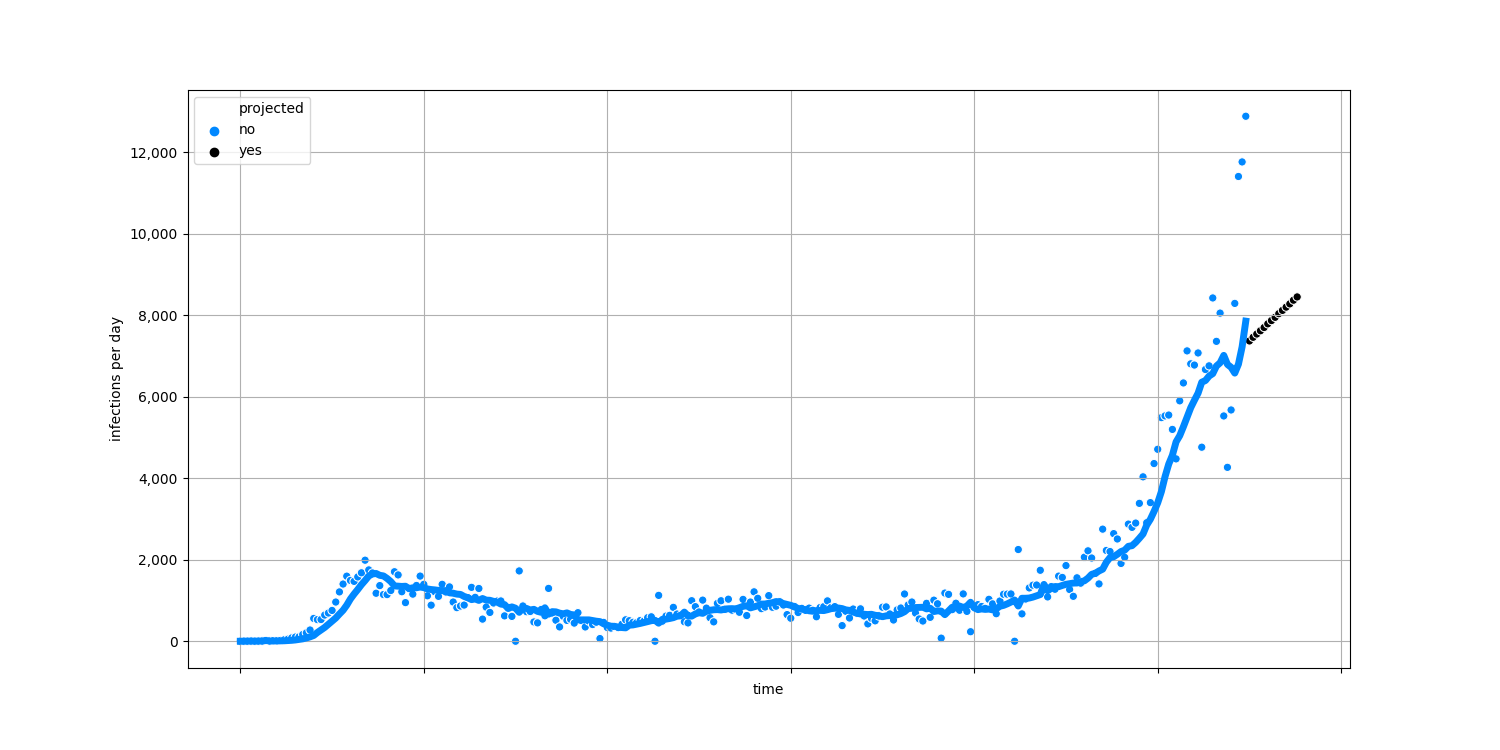 projected
no
yes
12,000
10,000
8,000
6,000
4,000
2,000
0
infections per day
time